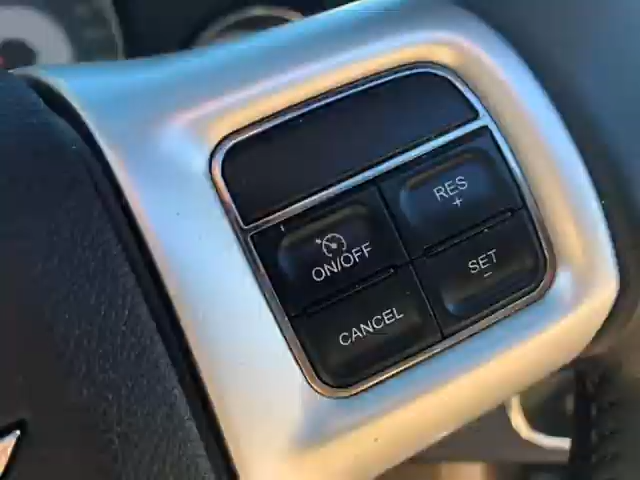 RES
+
ON/OFF
SET
-
CANCEL